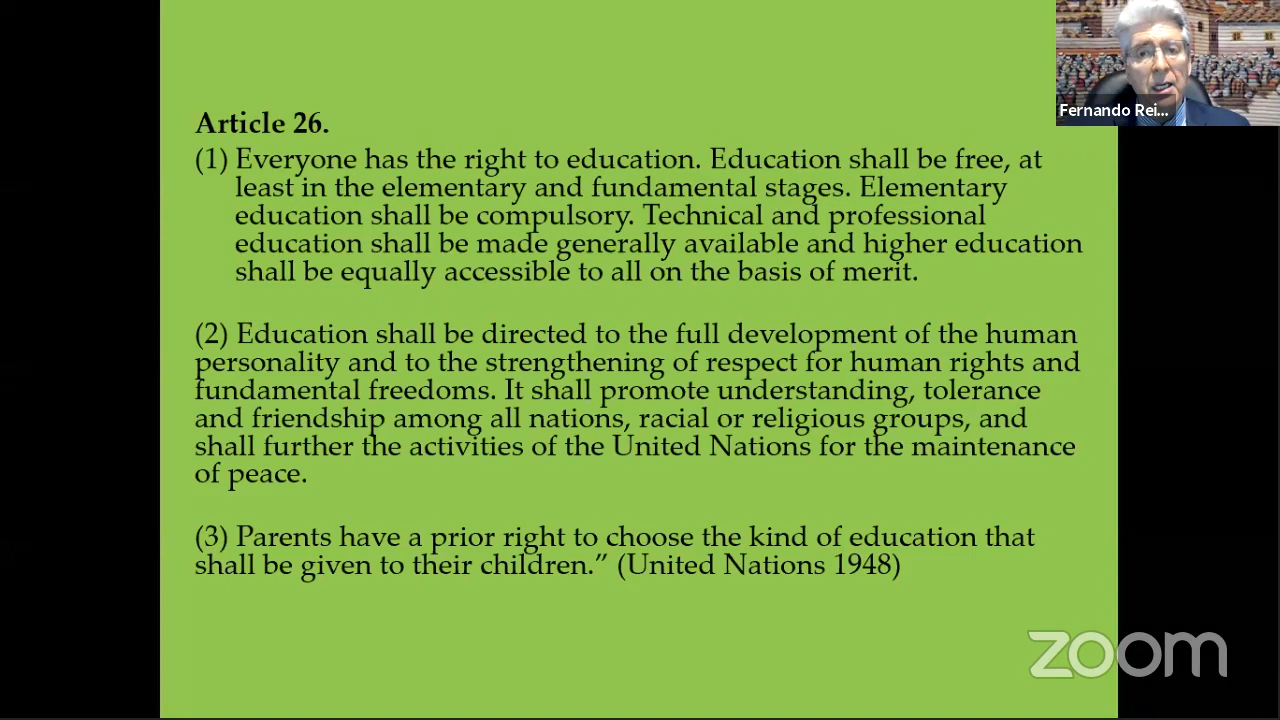 Article 26.
(1) Everyone has the right to education. Education shall be free, at
least in the elementary and fundamental stages. Elementary
education shall be compulsory. Technical and professional
education shall be made generally available and higher education
shall be equally accessible to all on the basis of merit.
(2) Education shall be directed to the full development of the human
personality and to the strengthening of respect for human rights and
fundamental freedoms. It shall promote understanding, tolerance
and friendship among all nations, racial or religious groups, and
shall further the activities of the United Nations for the maintenance
of peace.
(3) Parents have a prior right to choose the kind of education that
shall be given to their children.” (United Nations 1948)
Fernando Rei...
zoom